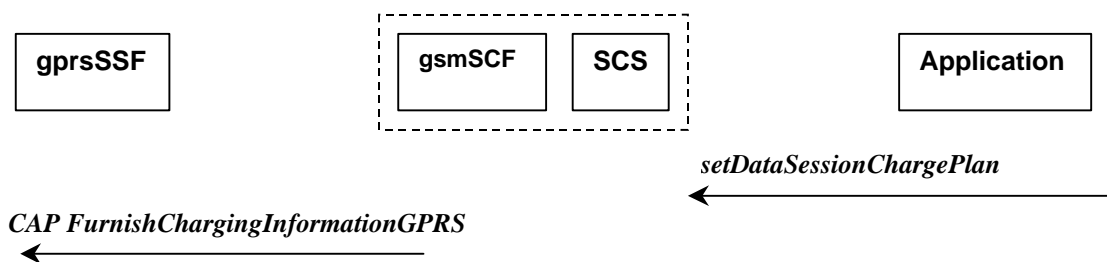 gprsSSF
gsmSCF
SCS
Application
setDataSessionChargePlan
CAP FurnishChargingInformationGPRS